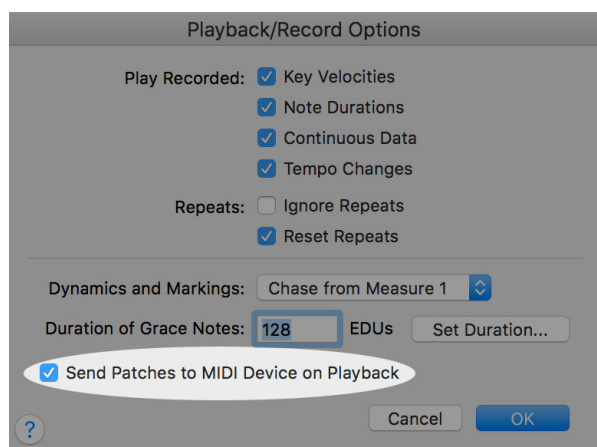 Playback/Record Options
Play Recorded: Key Velocities
Note Durations
Continuous Data
Tempo Changes
Repeats: Ignore Repeats
Reset Repeats
Dynamics and Markings: Chase from Measure 1
Duration of Grace Notes: 128 EDUs Set Duration...
Send Patches to MIDI Device on Playback
? Cancel OK